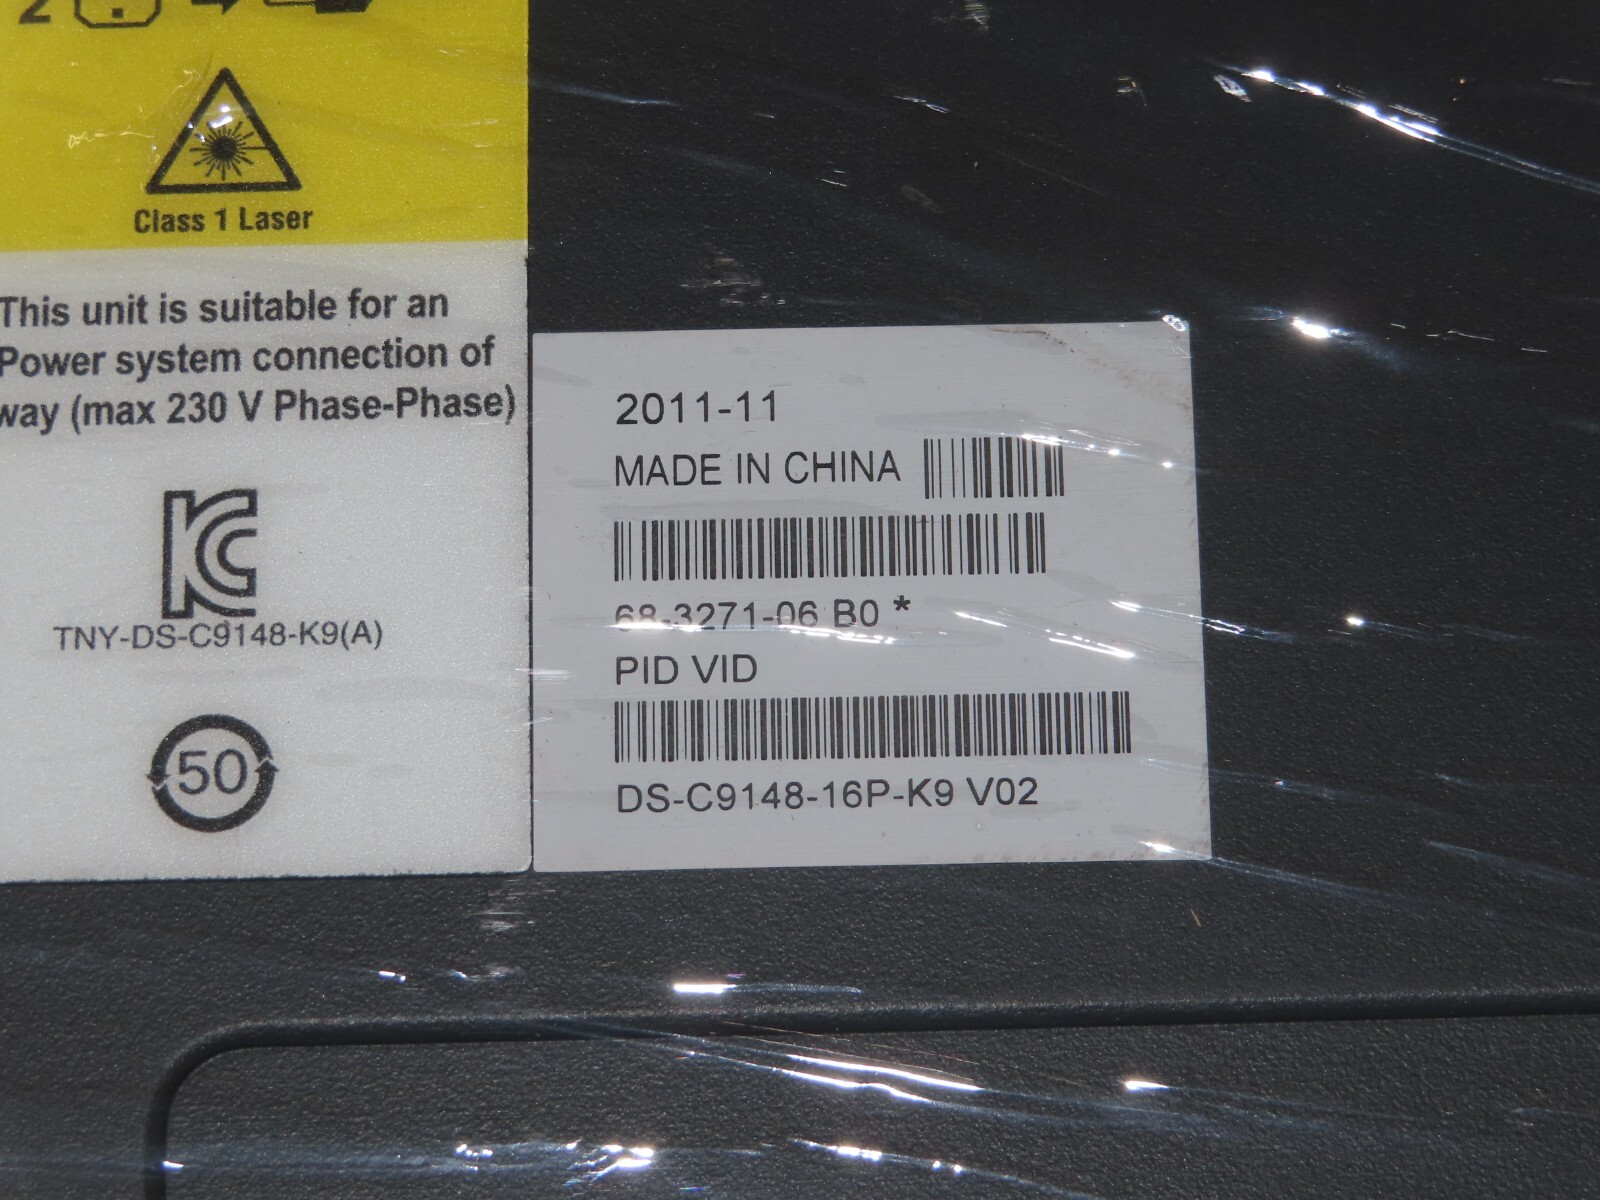 2
Class 1 Laser
This unit is suitable for an
Power system connection of
way (max 230 V Phase-Phase)
KC
TNY-DS-C9148-K9(A)
50
2011-11
MADE IN CHINA
68-3271-06 B0 *
PID VID
DS-C9148-16P-K9 V02